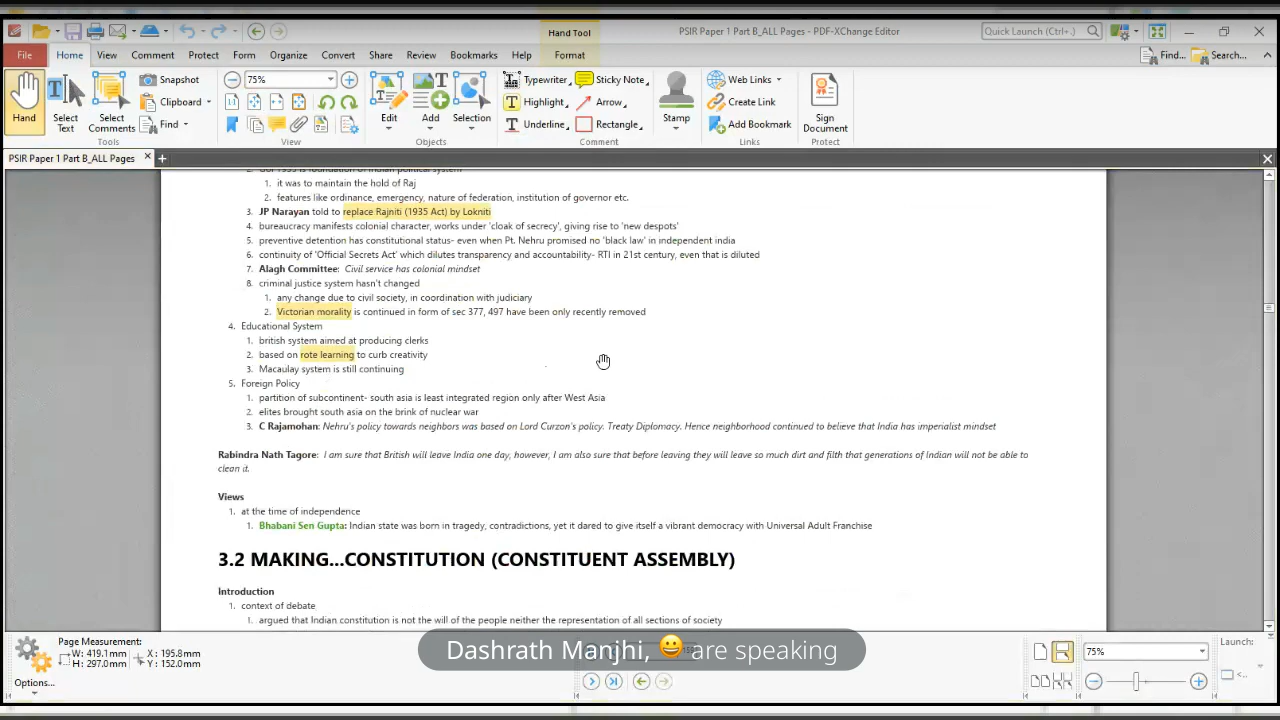 Hand Tool
PSIR Paper 1 Part B_ALL Pages - PDF-XChange Editor
Quick Launch (Ctrl+.)
File Home View Comment Protect Form Organize Convert Share Review Bookmarks Help Format Find... Search...
Hand
Select Text
Select Comments
Snapshot
Clipboard
Find
Tools
75%
View
Edit
Add
Selection
Objects
Typewriter
Sticky Note
Highlight
Arrow
Underline
Rectangle
Comment
Stamp
Web Links
Create Link
Add Bookmark
Links
Sign Document
Protect
PSIR Paper 1 Part B_ALL Pages
1. it was to maintain the hold of Raj
2. features like ordinance, emergency, nature of federation, institution of governor etc.
3. JP Narayan told to replace Rajniti (1935 Act) by Lokniti
4. bureaucracy manifests colonial character, works under 'cloak of secrecy', giving rise to 'new despots'
5. preventive detention has constitutional status- even when Pt. Nehru promised no 'black law' in independent india
6. continuity of 'Official Secrets Act' which dilutes transparency and accountability- RTI in 21st century, even that is diluted
7. Alagh Committee: Civil service has colonial mindset
8. criminal justice system hasn't changed
1. any change due to civil society, in coordination with judiciary
2. Victorian morality is continued in form of sec 377, 497 have been only recently removed
4. Educational System
1. british system aimed at producing clerks
2. based on rote learning to curb creativity
3. Macaulay system is still continuing
5. Foreign Policy
1. partition of subcontinent- south asia is least integrated region only after West Asia
2. elites brought south asia on the brink of nuclear war
3. C Rajamohan: Nehru's policy towards neighbors was based on Lord Curzon's policy. Treaty Diplomacy. Hence neighborhood continued to believe that India has imperialist mindset
Rabindra Nath Tagore: I am sure that British will leave India one day, however, I am also sure that before leaving they will leave so much dirt and filth that generations of Indian will not be able to
clean it.
Views
1. at the time of independence
1. Bhabani Sen Gupta: Indian state was born in tragedy, contradictions, yet it dared to give itself a vibrant democracy with Universal Adult Franchise
3.2 MAKING...CONSTITUTION (CONSTITUENT ASSEMBLY)
Introduction
1. context of debate
1. argued that Indian constitution is not the will of the people neither the representation of all sections of society
Options...
Page Measurement:
W: 419.1mm
H: 297.0mm
X: 195.8mm
Y: 152.0mm
Dashrath Manjhi, 😀 are speaking
75%
Launch: